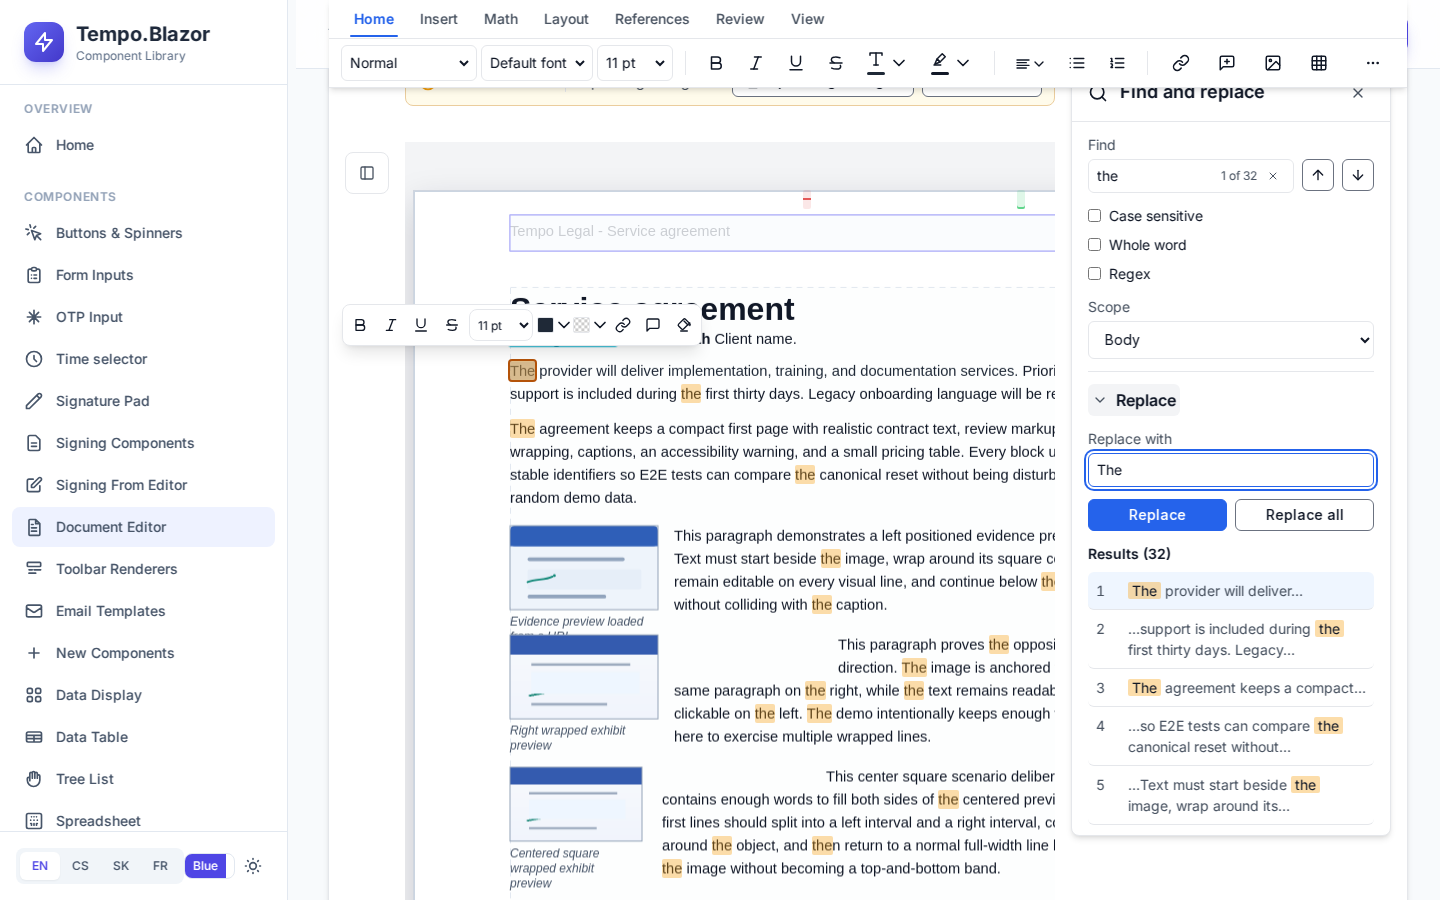 Tempo.Blazor
Component Library
OVERVIEW
Home
COMPONENTS
Buttons & Spinners
Form Inputs
OTP Input
Time selector
Signature Pad
Signing Components
Signing From Editor
Document Editor
Toolbar Renderers
Email Templates
New Components
Data Display
Data Table
Tree List
Spreadsheet
EN CS SK FR Blue
Home Insert Math Layout References Review View
Normal Default font 11 pt
Tempo Legal - Service agreement
Service agreement
11 pt
Client name.
The provider will deliver implementation, training, and documentation services. Priori
support is included during the first thirty days. Legacy onboarding language will be re
The agreement keeps a compact first page with realistic contract text, review markup
wrapping, captions, an accessibility warning, and a small pricing table. Every block u
stable identifiers so E2E tests can compare the canonical reset without being disturb
random demo data.
This paragraph demonstrates a left positioned evidence pre
Text must start beside the image, wrap around its square c
remain editable on every visual line, and continue below the
without colliding with the caption.
Evidence preview loaded
from a URL
This paragraph proves the opposi
direction. The image is anchored
same paragraph on the right, while the text remains readab
clickable on the left. The demo intentionally keeps enough
here to exercise multiple wrapped lines.
Right wrapped exhibit
preview
This center square scenario deliber
contains enough words to fill both sides of the centered previ
first lines should split into a left interval and a right interval, co
around the object, and then return to a normal full-width line
the image without becoming a top-and-bottom band.
Centered square
wrapped exhibit
preview
Find and replace
Find
the 1 of 32
Case sensitive
Whole word
Regex
Scope
Body
Replace
Replace with
The
Replace Replace all
Results (32)
1 The provider will deliver...
2 ...support is included during the
first thirty days. Legacy...
3 The agreement keeps a compact...
4 ...so E2E tests can compare the
canonical reset without...
5 ...Text must start beside the
image, wrap around its...